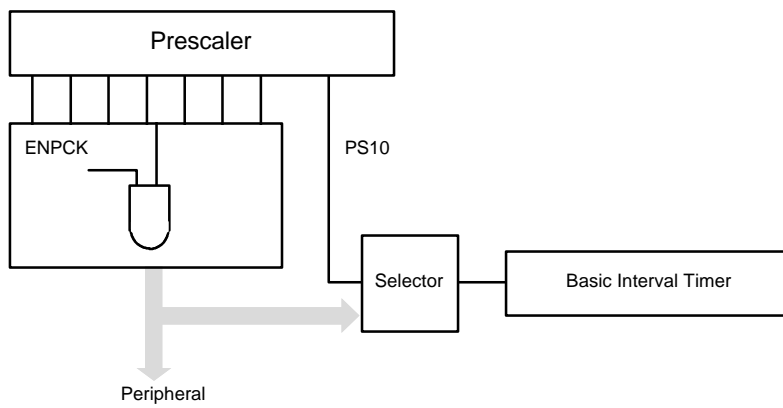 Prescaler
ENPCK
PS10
Selector
Basic Interval Timer
Peripheral